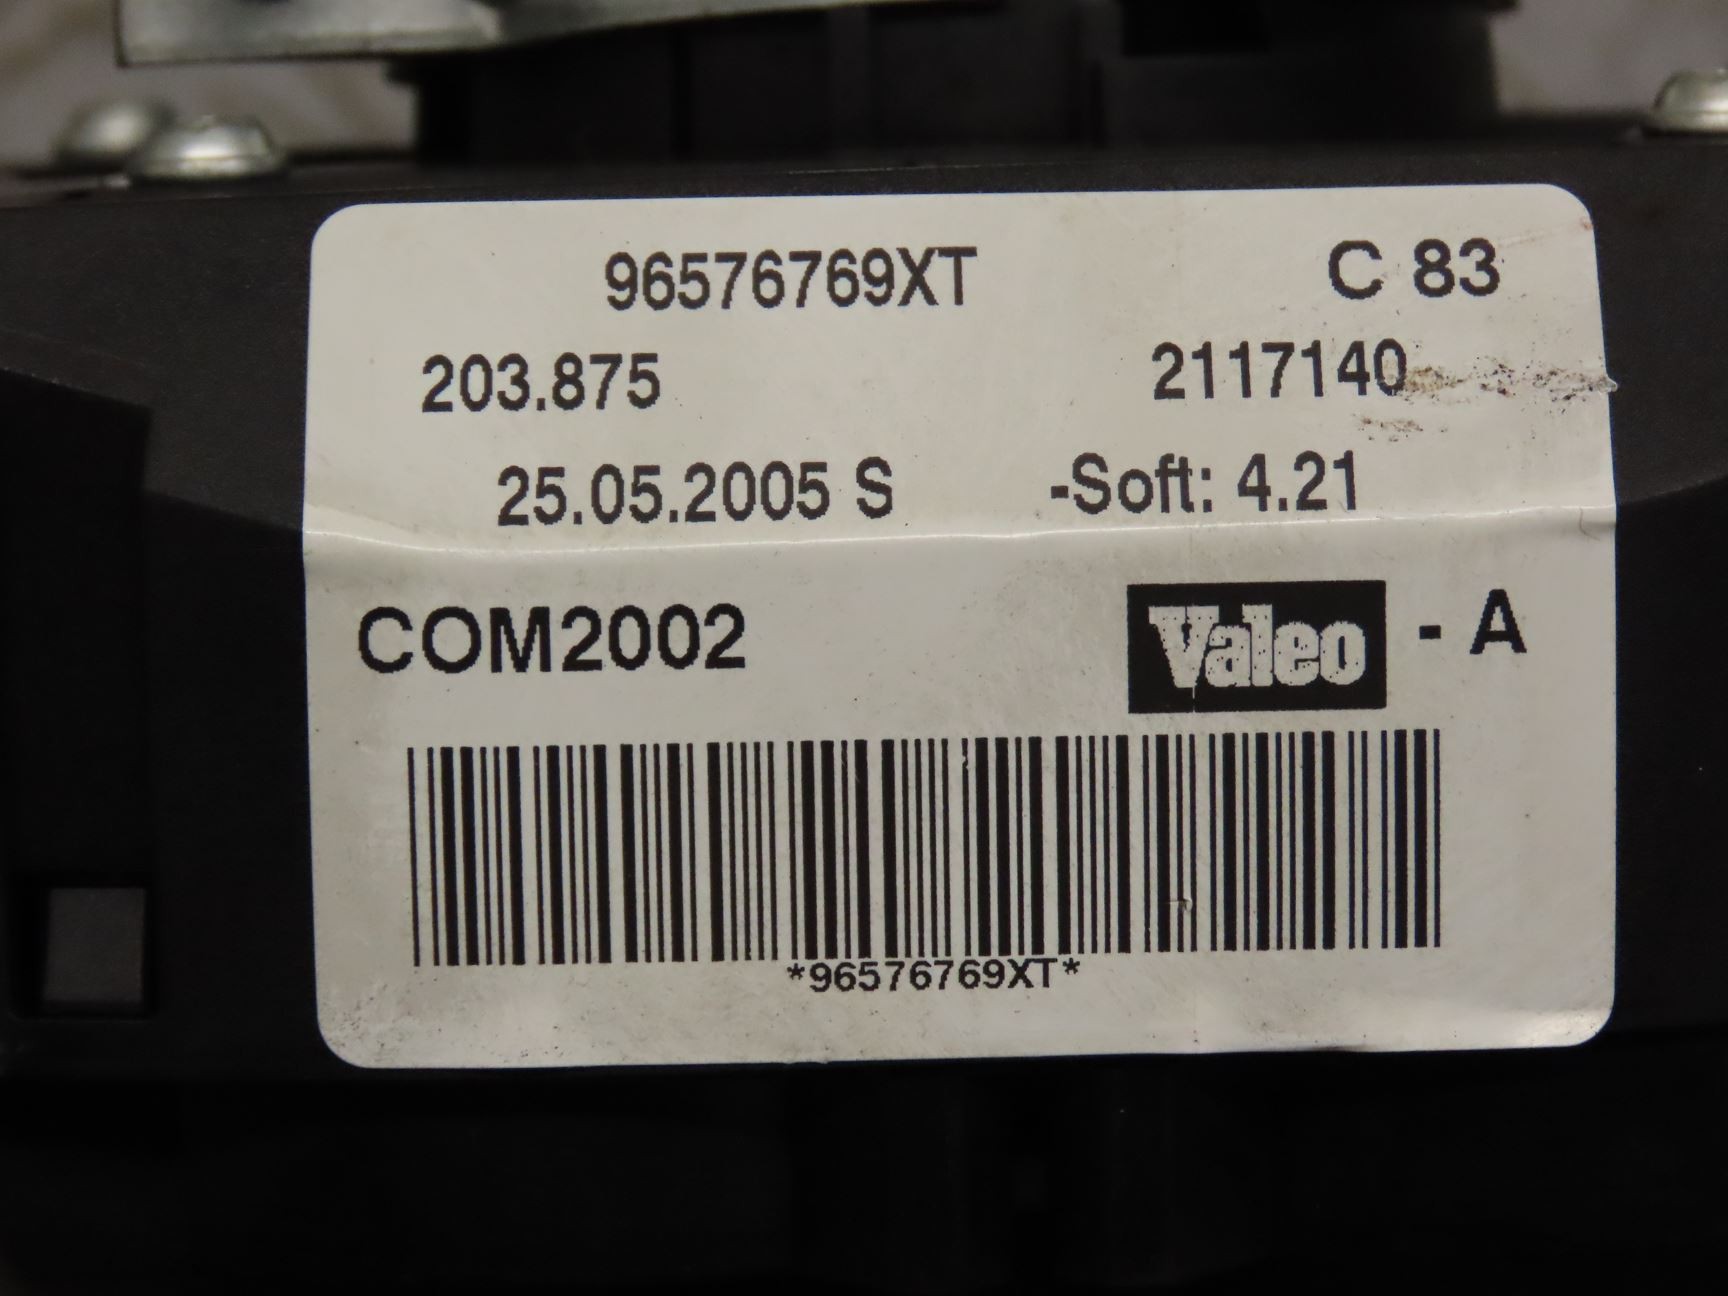 96576769XT C 83
203.875 2117140
25.05.2005 S -Soft: 4.21
COM2002 Valeo - A
*96576769XT*